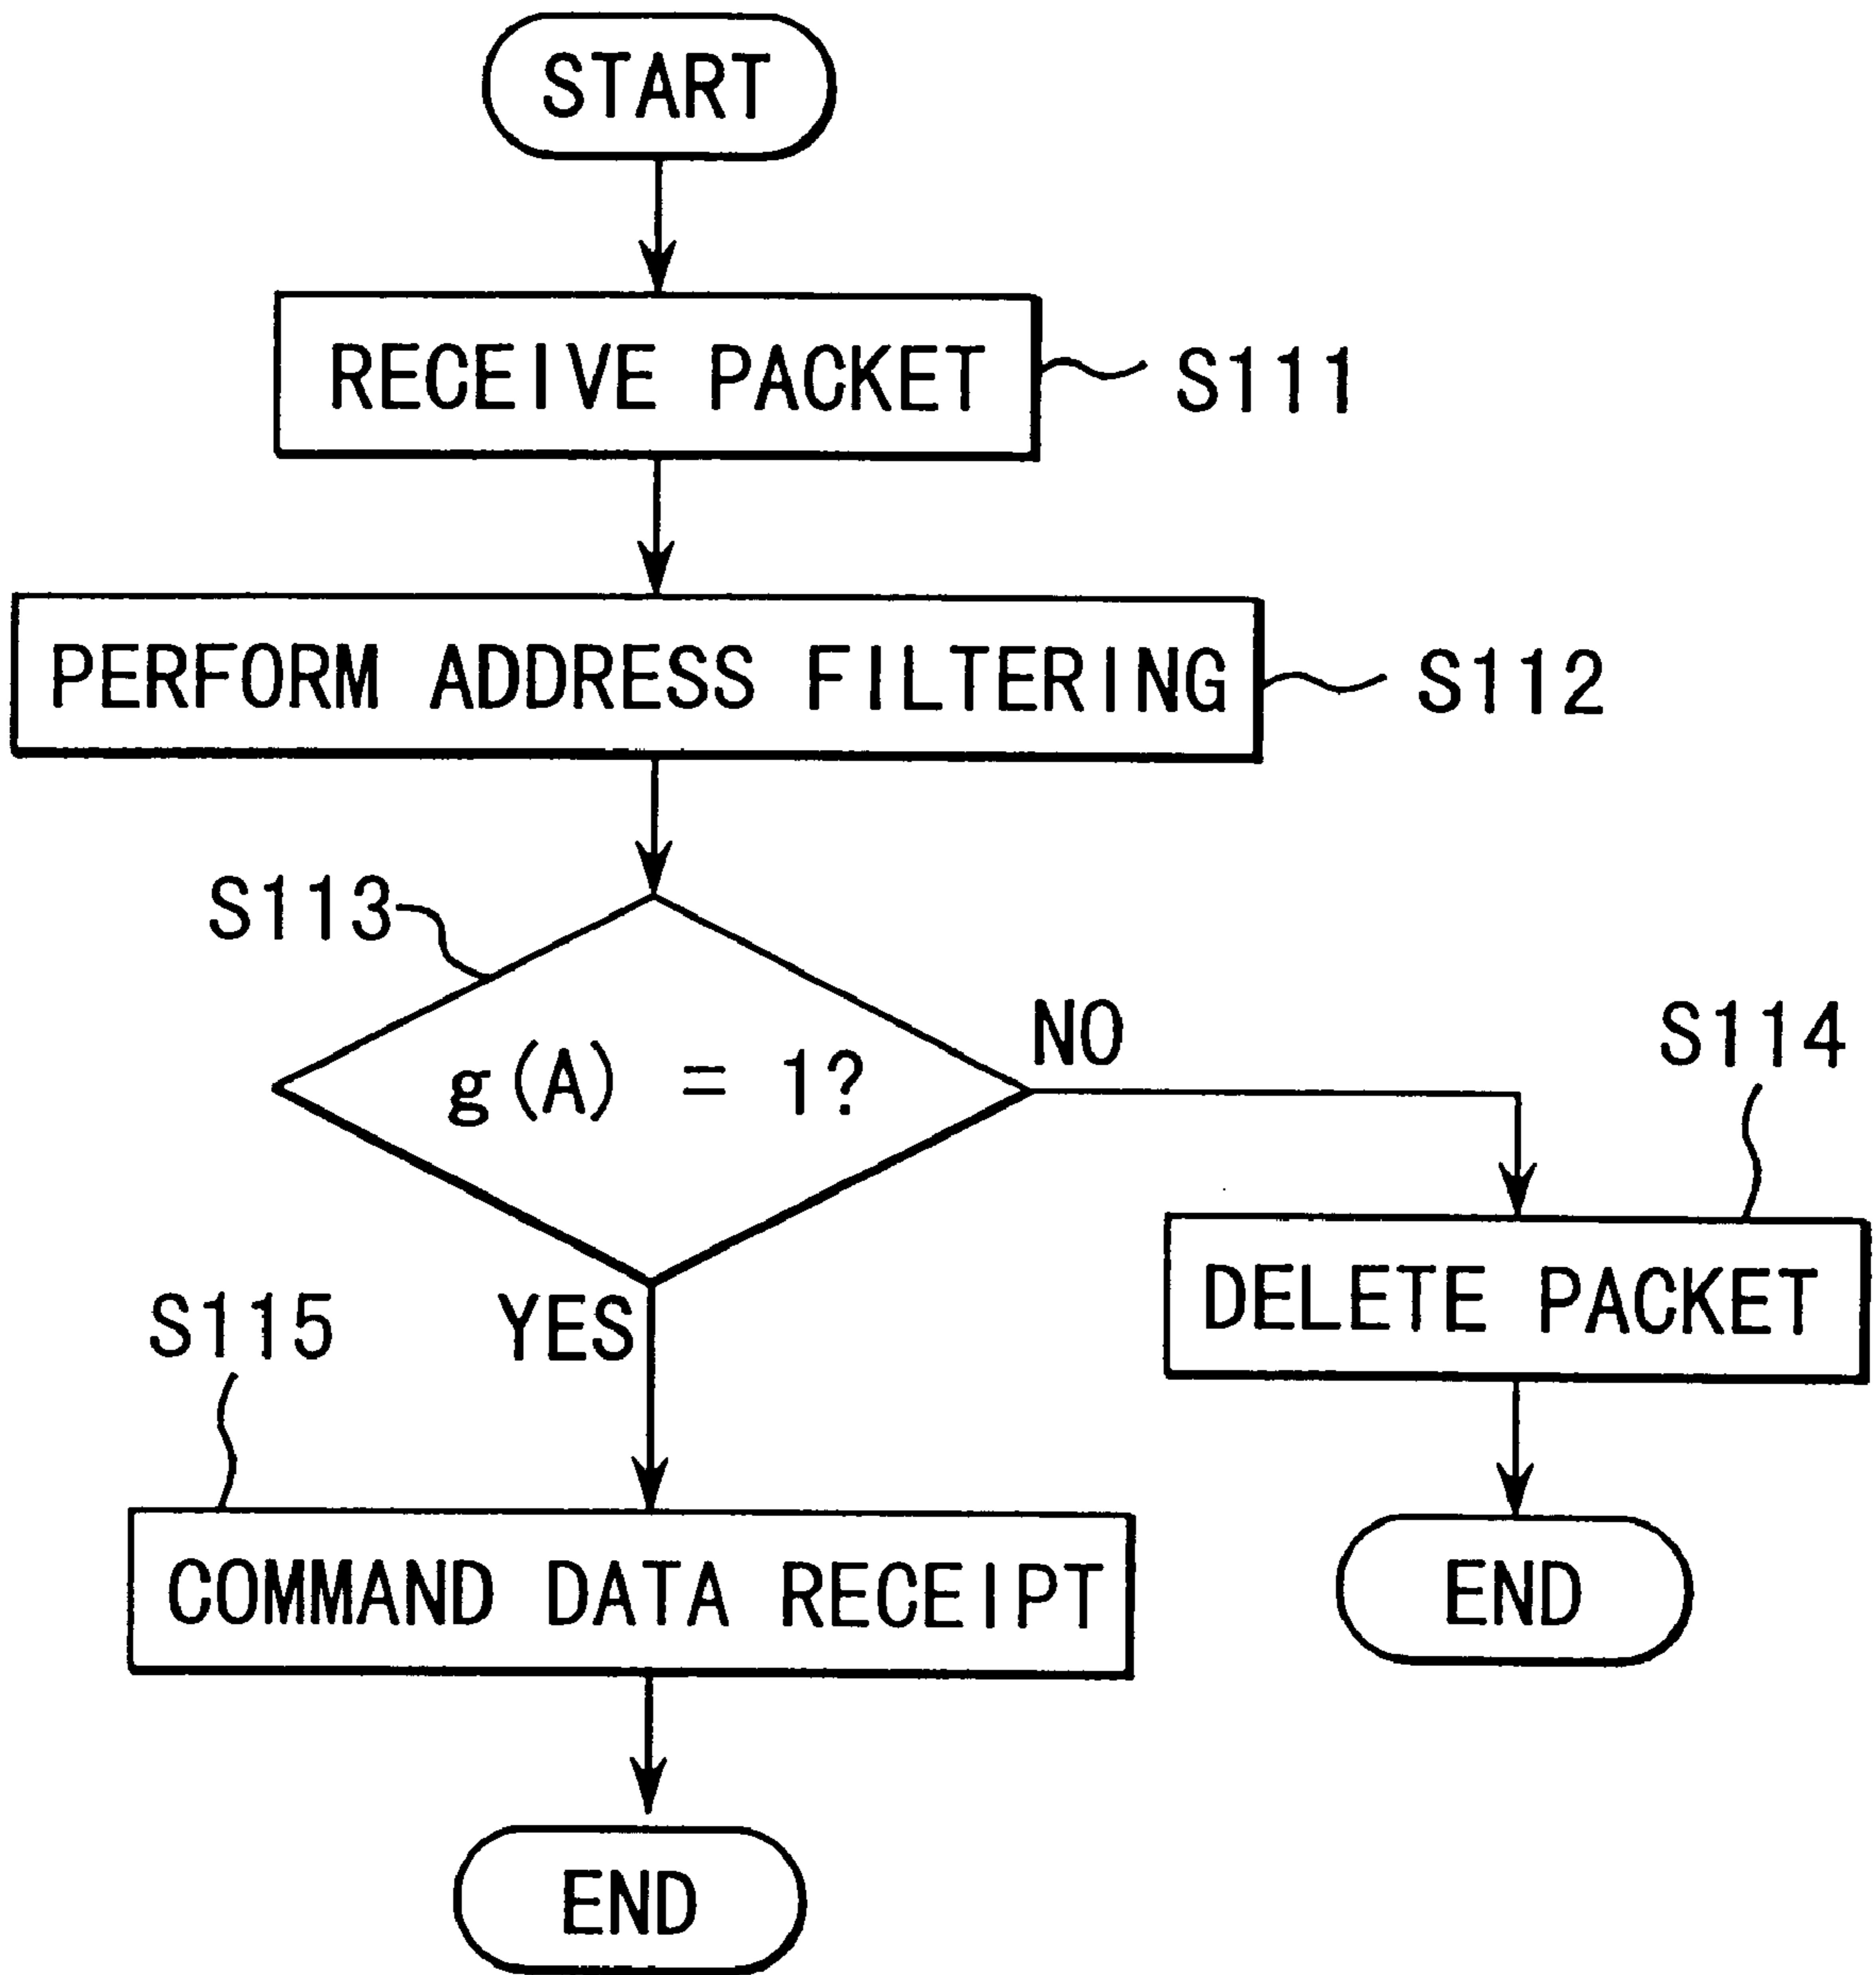 START
RECEIVE PACKET
S111
PERFORM ADDRESS FILTERING
S112
S113
g(A) = 1?
NO
S114
DELETE PACKET
END
YES
S115
COMMAND DATA RECEIPT
END